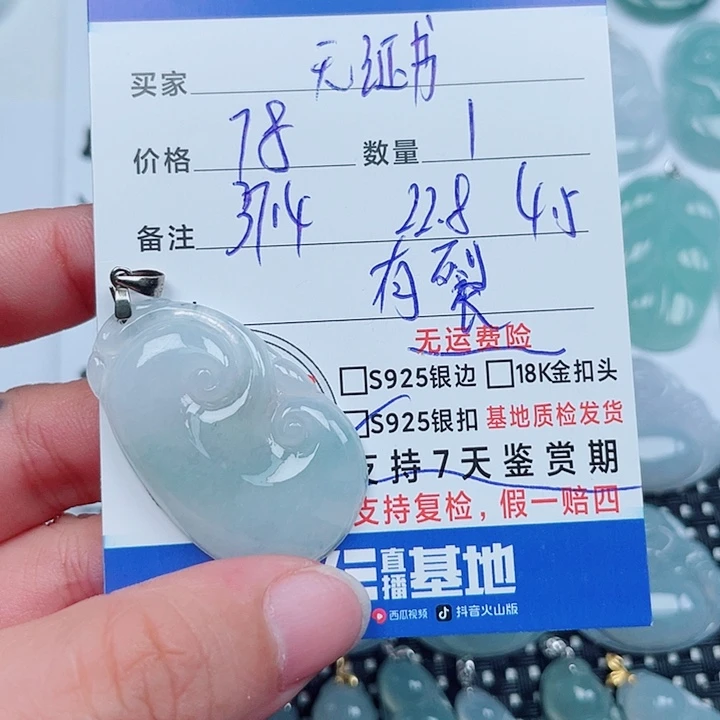 买家 无证书
价格 78 数量 1
备注 37.4 22.8 4.5
有裂
无运费险
S925银边 18K金扣头
S925银扣 基地质检发货
支持7天鉴赏期
支持复检，假一赔四
直播基地
西瓜视频 抖音火山版